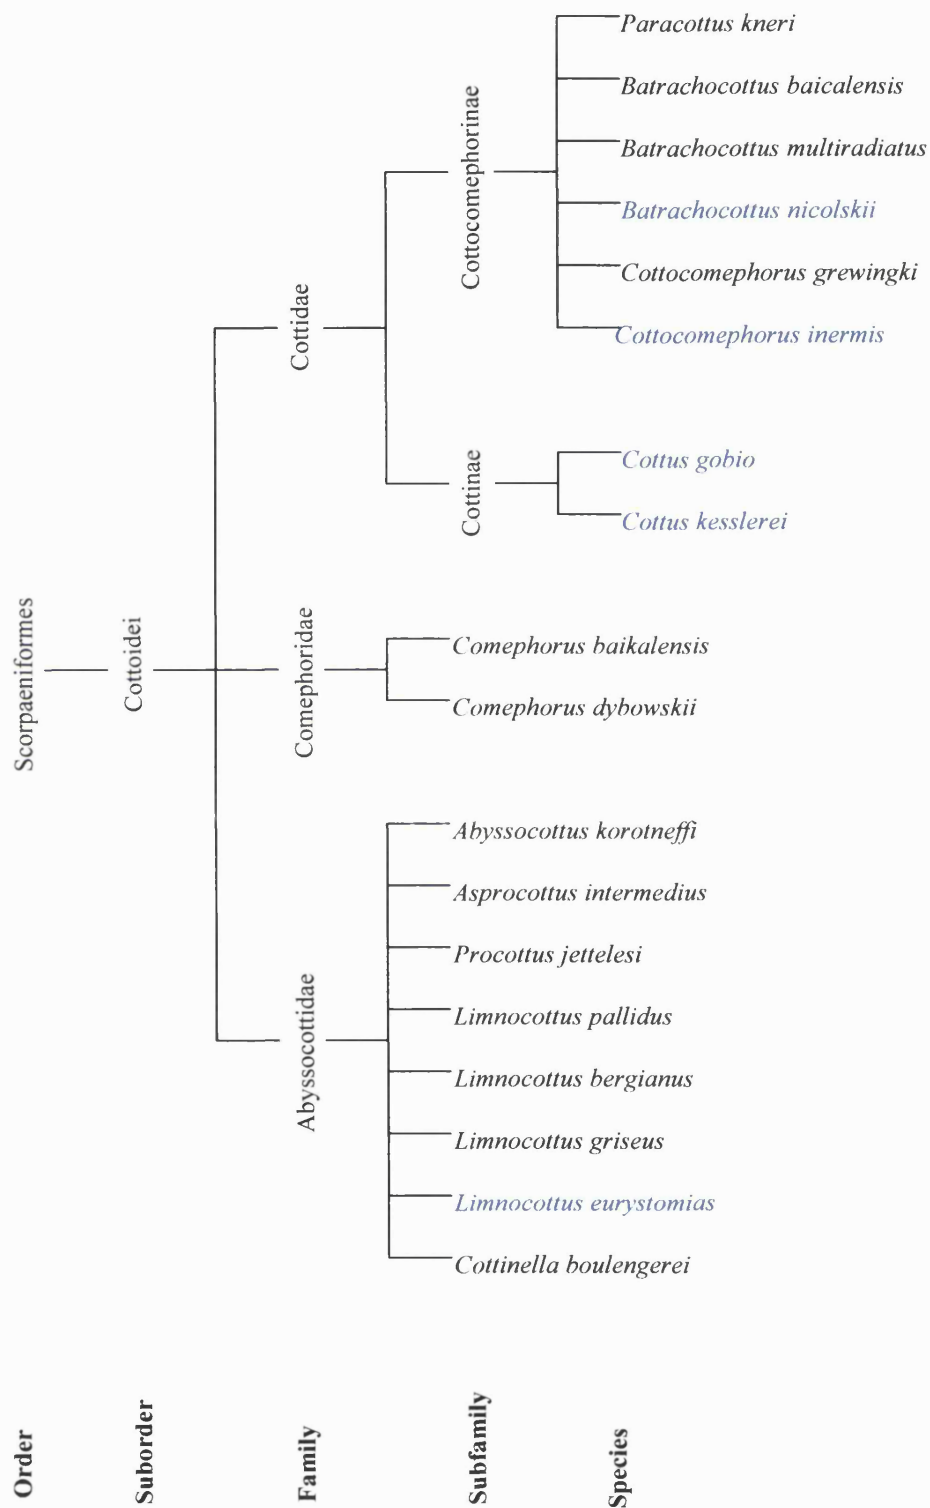 Order
Suborder
Family
Subfamily
Species
Scorpaeniformes
Cottoidei
Abyssocottidae
Comephoridae
Cottidae
Cottinae
Cottocomephorinae
Paracottus kneri
Batrachocottus baicalensis
Batrachocottus multiradiatus
Batrachocottus nicolskii
Cottocomephorus grewingki
Cottocomephorus inermis
Cottus gobio
Cottus kesslerei
Comephorus baikalensis
Comephorus dybowskii
Abyssocottus korotneffi
Asprocottus intermedius
Procottus jettelesi
Limnocottus pallidus
Limnocottus bergianus
Limnocottus griseus
Limnocottus eurystomias
Cottinella boulengerei